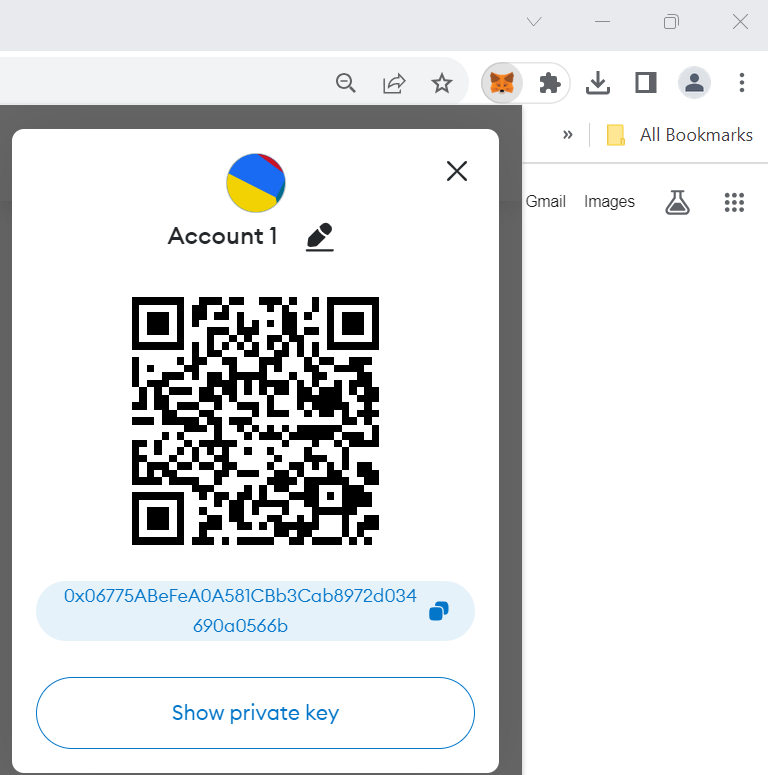 » All Bookmarks
Gmail Images
Account 1
0x06775ABeFeA0A581CBb3Cab8972d034
690a0566b
Show private key